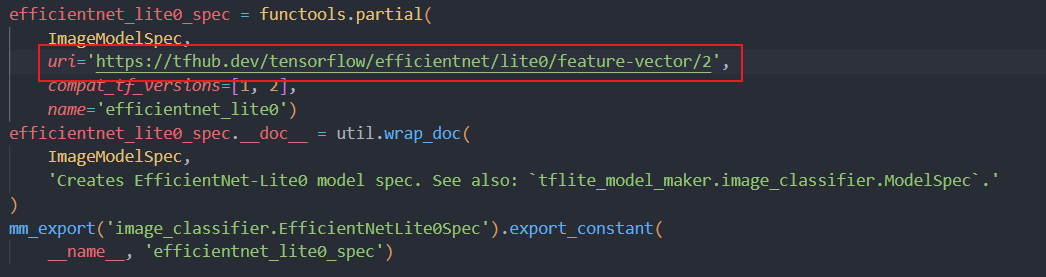 efficientnet_lite0_spec = functools.partial(
    ImageModelSpec,
    uri='https://tfhub.dev/tensorflow/efficientnet/lite0/feature-vector/2',
    compat_tf_versions=[1, 2],
    name='efficientnet_lite0')
efficientnet_lite0_spec.__doc__ = util.wrap_doc(
    ImageModelSpec,
    'Creates EfficientNet-Lite0 model spec. See also: `tflite_model_maker.image_classifier.ModelSpec`.'
)
mm_export('image_classifier.EfficientNetLite0Spec').export_constant(
    __name__, 'efficientnet_lite0_spec')